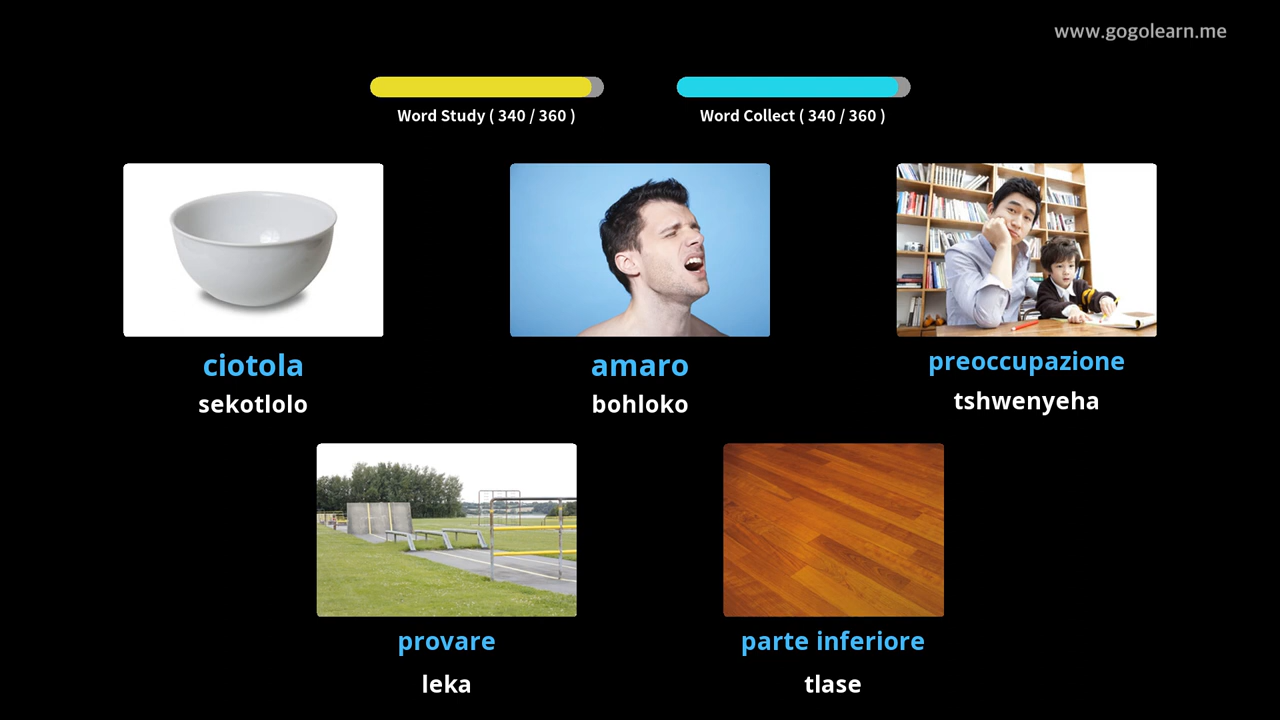 www.gogolearn.me
Word Study ( 340 / 360 )
Word Collect ( 340 / 360 )
ciotola
sekotlolo
amaro
bohloko
preoccupazione
tshwenyeha
provare
leka
parte inferiore
tlase